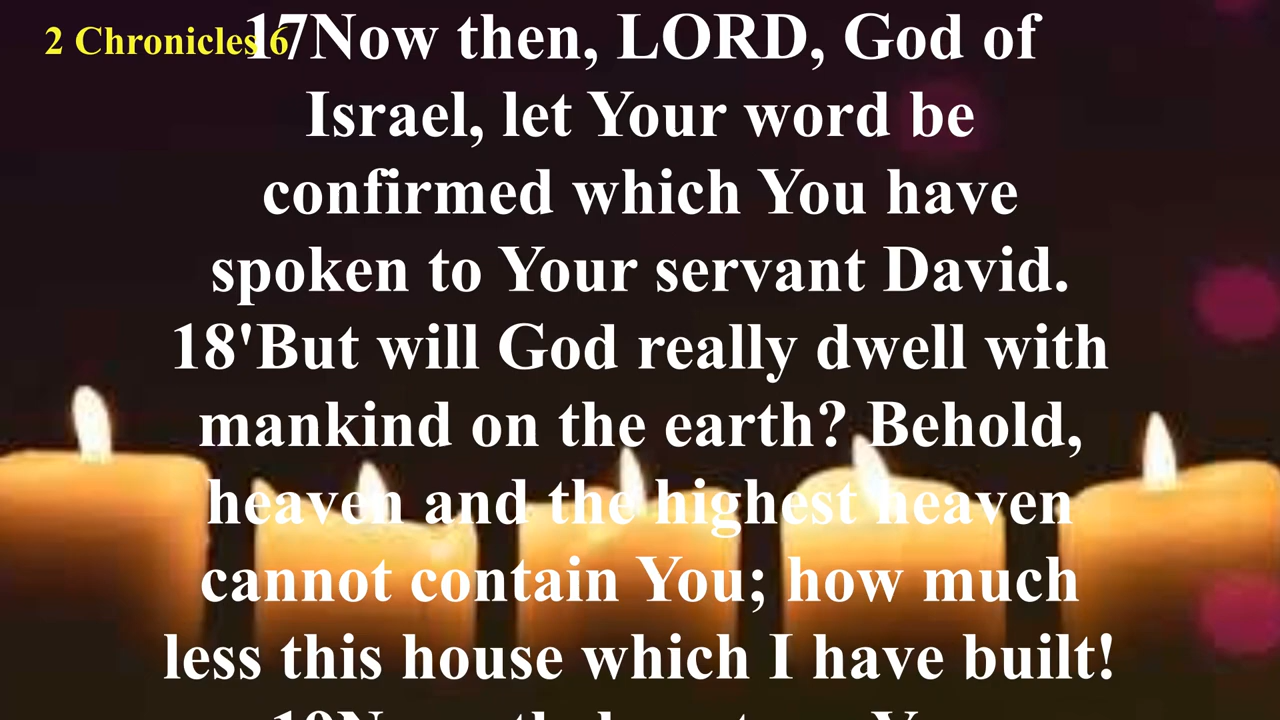 2 Chronicles 6
17Now then, LORD, God of
Israel, let Your word be
confirmed which You have
spoken to Your servant David.
18'But will God really dwell with
mankind on the earth? Behold,
heaven and the highest heaven
cannot contain You; how much
less this house which I have built!